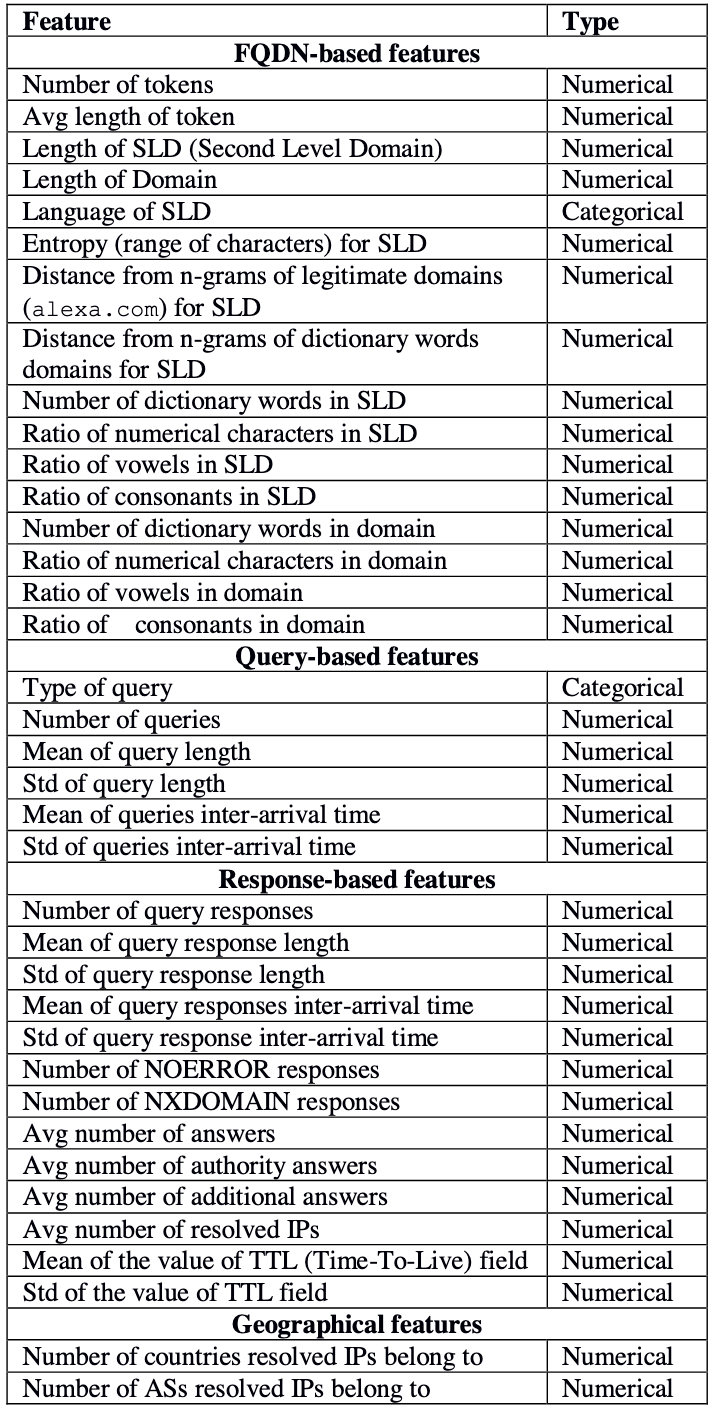 Feature Type
FQDN-based features
Number of tokens Numerical
Avg length of token Numerical
Length of SLD (Second Level Domain) Numerical
Length of Domain Numerical
Language of SLD Categorical
Entropy (range of characters) for SLD Numerical
Distance from n-grams of legitimate domains Numerical
(alexa.com) for SLD
Distance from n-grams of dictionary words Numerical
domains for SLD
Number of dictionary words in SLD Numerical
Ratio of numerical characters in SLD Numerical
Ratio of vowels in SLD Numerical
Ratio of consonants in SLD Numerical
Number of dictionary words in domain Numerical
Ratio of numerical characters in domain Numerical
Ratio of vowels in domain Numerical
Ratio of consonants in domain Numerical
Query-based features
Type of query Categorical
Number of queries Numerical
Mean of query length Numerical
Std of query length Numerical
Mean of queries inter-arrival time Numerical
Std of queries inter-arrival time Numerical
Response-based features
Number of query responses Numerical
Mean of query response length Numerical
Std of query response length Numerical
Mean of query responses inter-arrival time Numerical
Std of query response inter-arrival time Numerical
Number of NOERROR responses Numerical
Number of NXDOMAIN responses Numerical
Avg number of answers Numerical
Avg number of authority answers Numerical
Avg number of additional answers Numerical
Avg number of resolved IPs Numerical
Mean of the value of TTL (Time-To-Live) field Numerical
Std of the value of TTL field Numerical
Geographical features
Number of countries resolved IPs belong to Numerical
Number of ASs resolved IPs belong to Numerical